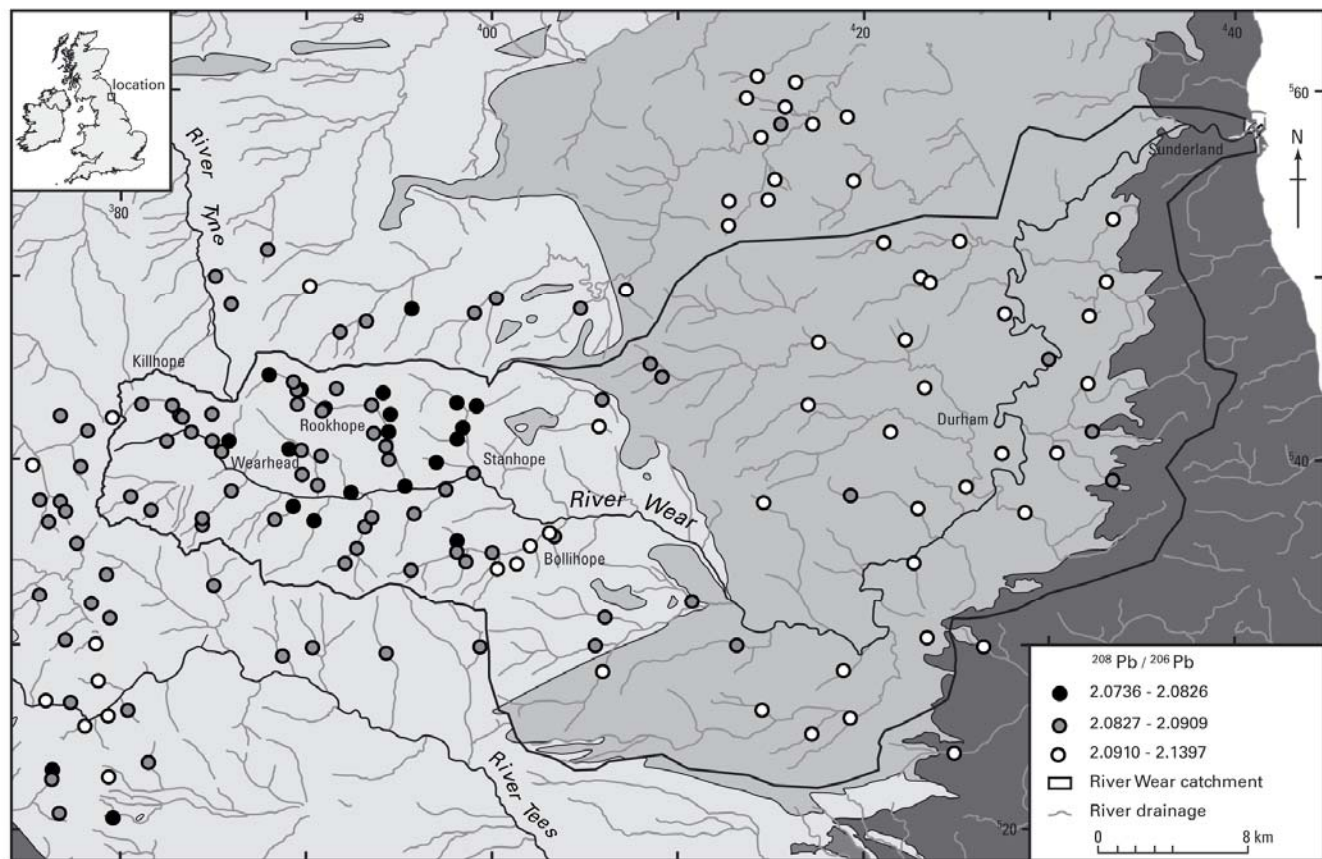 location
⁴00
⁴20
⁴40
⁵60
N
Sunderland
River Tyne
³80
Killhope
Rookhope
Durham
Wearhead
Stanhope
⁵40
River Wear
Bollihope
River Tees
²⁰⁸ Pb / ²⁰⁶ Pb
2.0736 - 2.0826
2.0827 - 2.0909
2.0910 - 2.1397
River Wear catchment
River drainage
⁵20
0 8 km